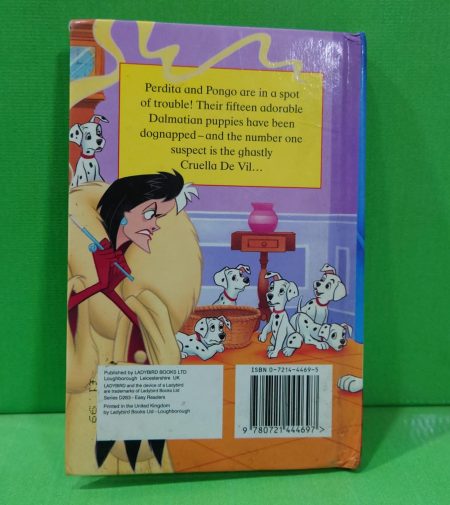 Perdita and Pongo are in a spot
of trouble! Their fifteen adorable
Dalmatian puppies have been
dognapped – and the number one
suspect is the ghastly
Cruella De Vil…
Published by LADYBIRD BOOKS LTD
Loughborough Leicestershire UK
LADYBIRD and the device of a Ladybird
are trademarks of Ladybird Books Ltd
Series D263 - Easy Readers
Printed in the United Kingdom
by Ladybird Books Ltd - Loughborough
ISBN 0-7214-4469-5
9 780721 444697 >